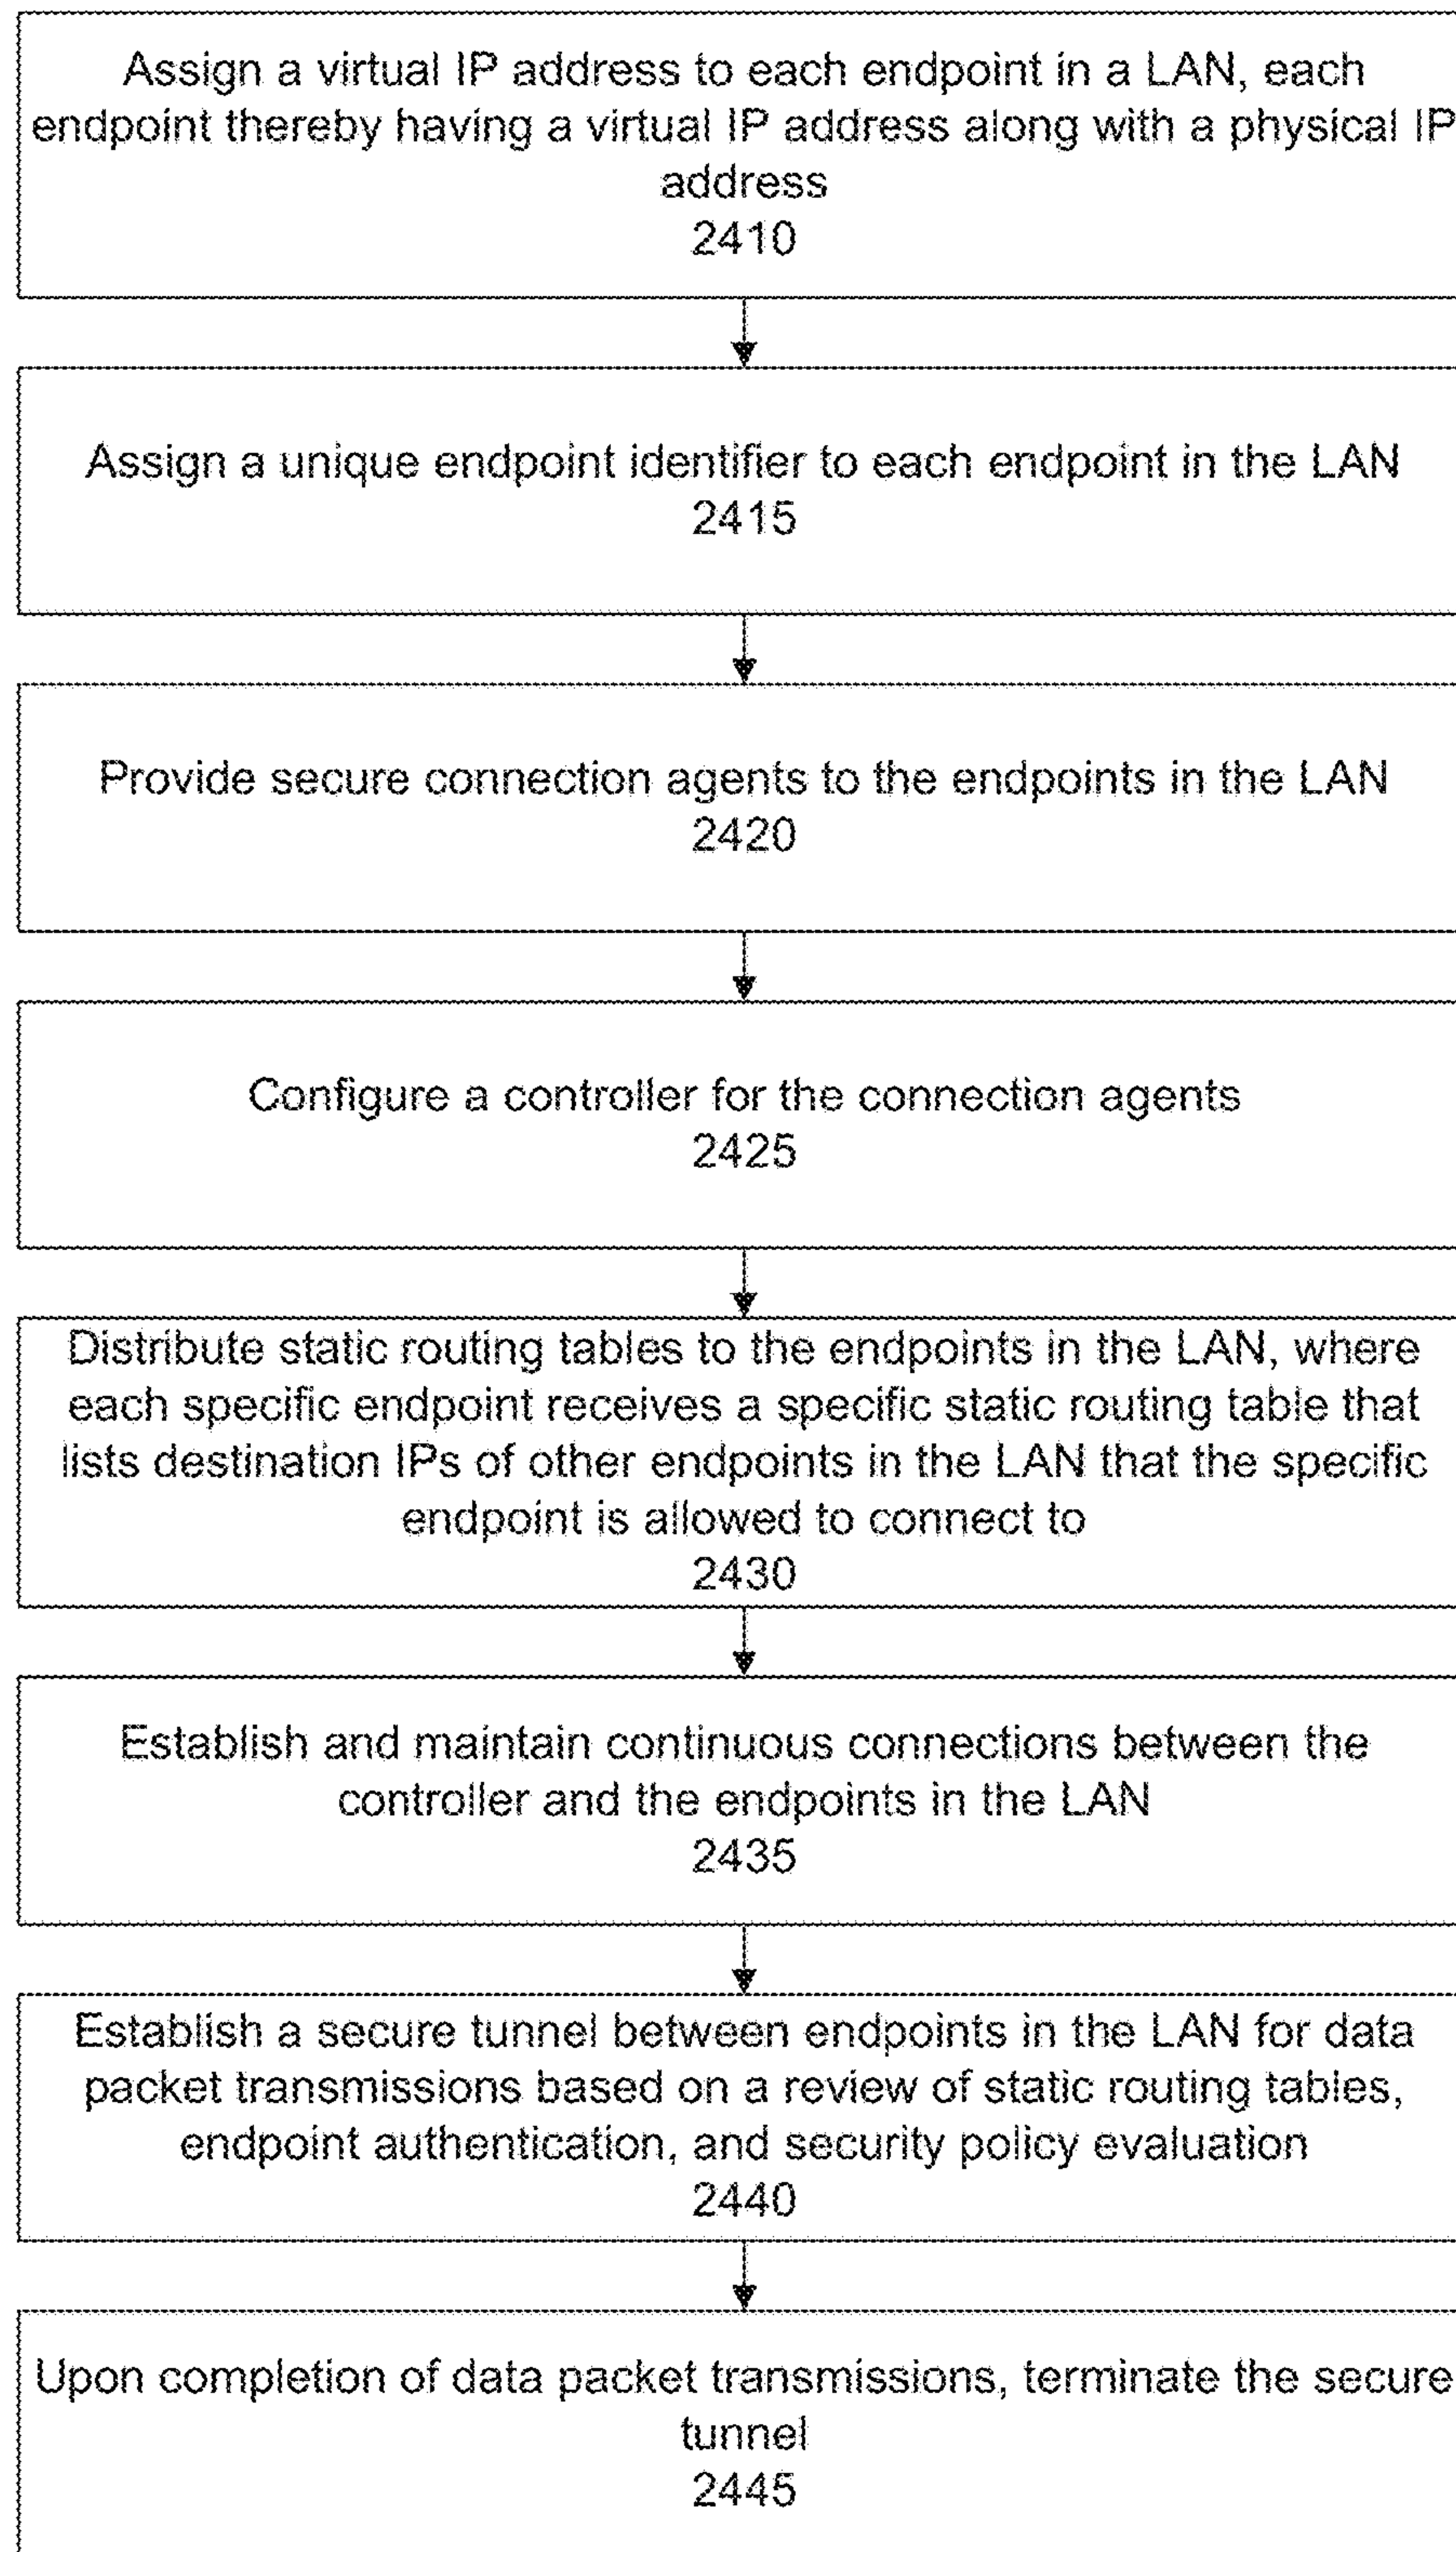 Assign a virtual IP address to each endpoint in a LAN, each
endpoint thereby having a virtual IP address along with a physical IP
address
2410
Assign a unique endpoint identifier to each endpoint in the LAN
2415
Provide secure connection agents to the endpoints in the LAN
2420
Configure a controller for the connection agents
2425
Distribute static routing tables to the endpoints in the LAN, where
each specific endpoint receives a specific static routing table that
lists destination IPs of other endpoints in the LAN that the specific
endpoint is allowed to connect to
2430
Establish and maintain continuous connections between the
controller and the endpoints in the LAN
2435
Establish a secure tunnel between endpoints in the LAN for data
packet transmissions based on a review of static routing tables,
endpoint authentication, and security policy evaluation
2440
Upon completion of data packet transmissions, terminate the secure
tunnel
2445